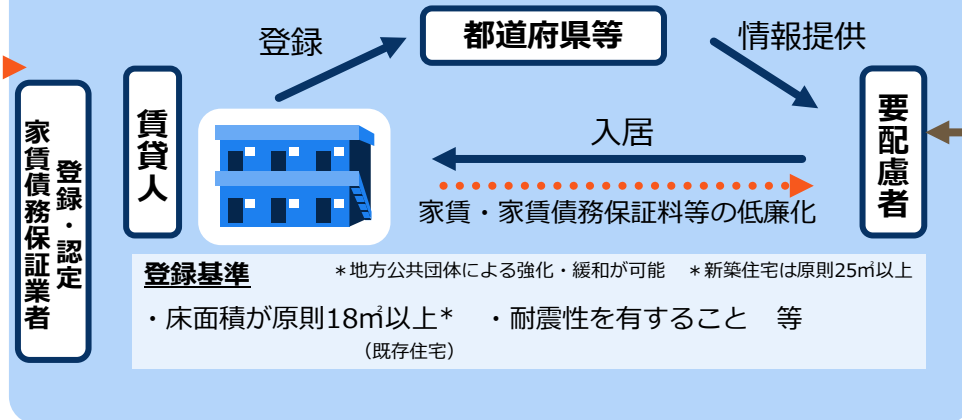 都道府県等
登録
情報提供
登録・認定
家賃債務保証業者
賃貸人
要配慮者
入居
家賃・家賃債務保証料等の低廉化
登録基準　＊地方公共団体による強化・緩和が可能　＊新築住宅は原則25㎡以上
・床面積が原則18㎡以上*　・耐震性を有すること　等
（既存住宅）